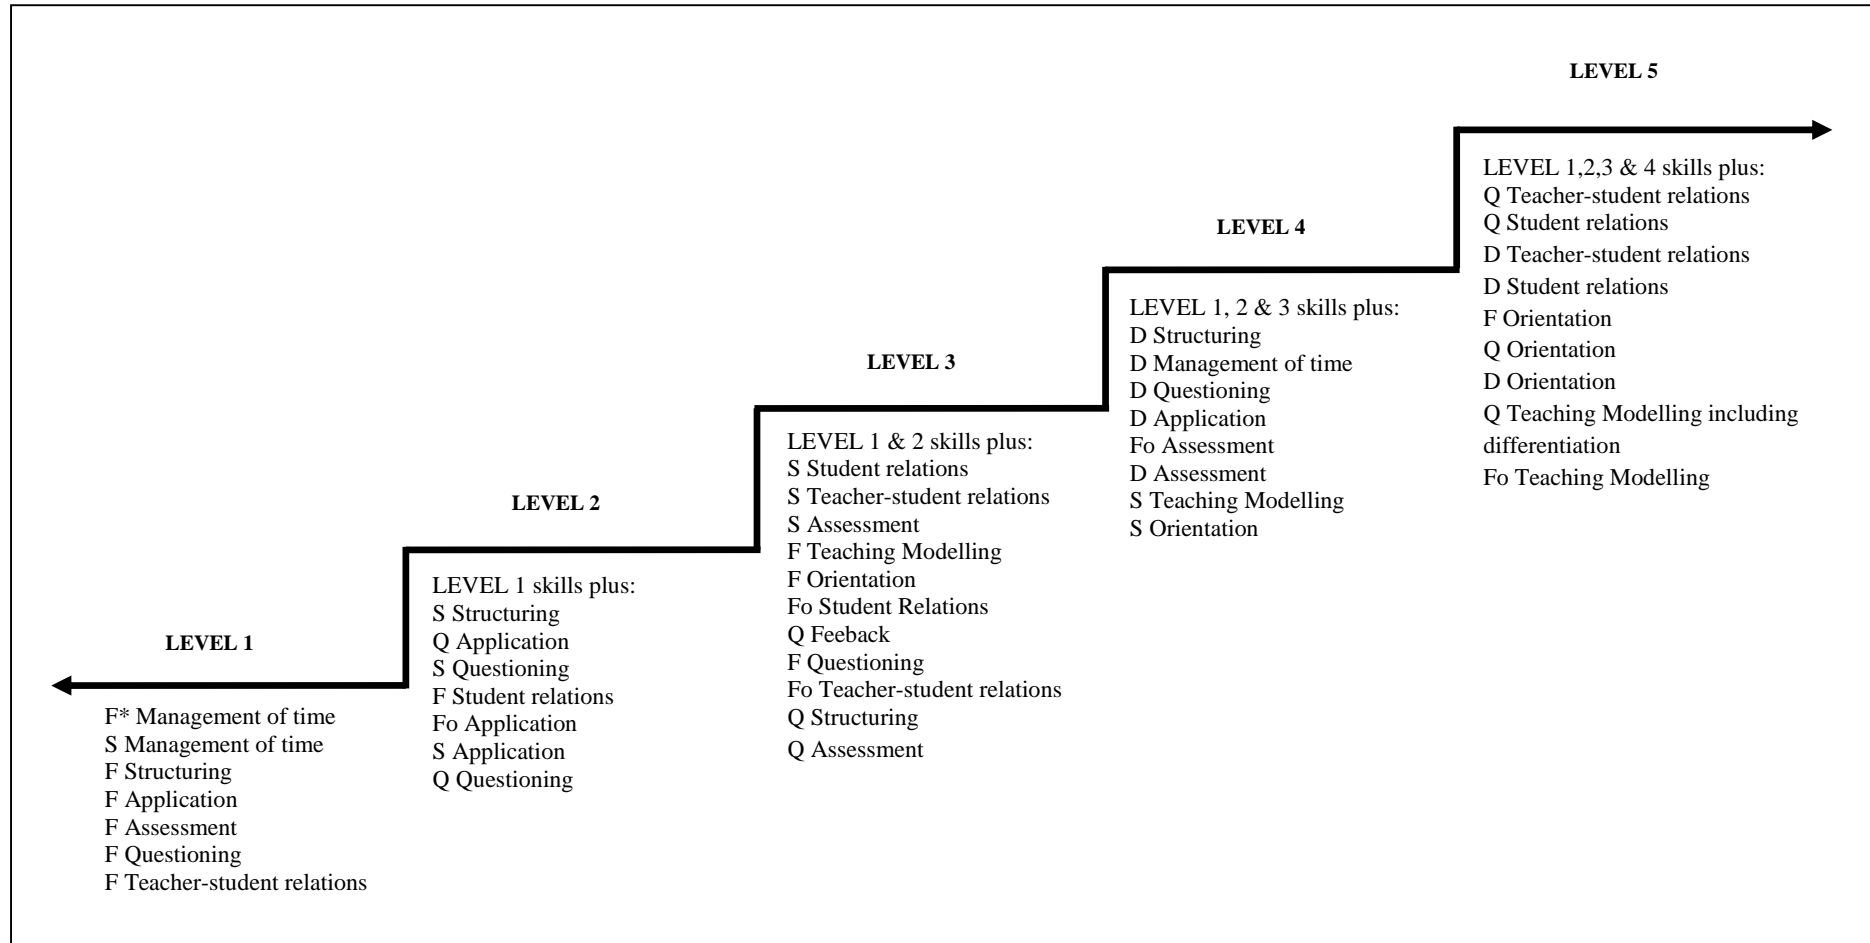 LEVEL 1
F* Management of time
S Management of time
F Structuring
F Application
F Assessment
F Questioning
F Teacher-student relations
LEVEL 2
LEVEL 1 skills plus:
S Structuring
Q Application
S Questioning
F Student relations
Fo Application
S Application
Q Questioning
LEVEL 3
LEVEL 1 & 2 skills plus:
S Student relations
S Teacher-student relations
S Assessment
F Teaching Modelling
F Orientation
Fo Student Relations
Q Feeback
F Questioning
Fo Teacher-student relations
Q Structuring
Q Assessment
LEVEL 4
LEVEL 1, 2 & 3 skills plus:
D Structuring
D Management of time
D Questioning
D Application
Fo Assessment
D Assessment
S Teaching Modelling
S Orientation
LEVEL 5
LEVEL 1,2,3 & 4 skills plus:
Q Teacher-student relations
Q Student relations
D Teacher-student relations
D Student relations
F Orientation
Q Orientation
D Orientation
Q Teaching Modelling including
differentiation
Fo Teaching Modelling